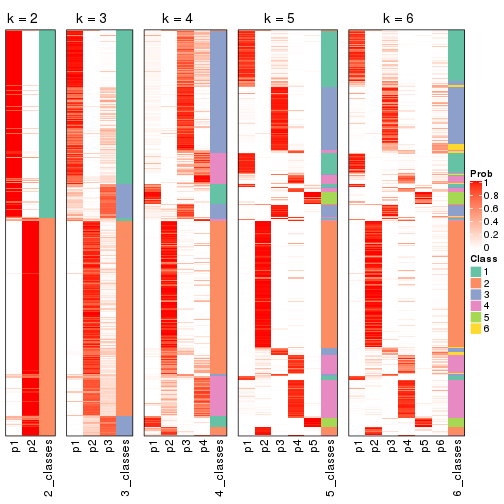 k = 2
k = 3
k = 4
k = 5
k = 6
p1
p2
2_classes
p1
p2
p3
3_classes
p1
p2
p3
p4
4_classes
p1
p2
p3
p4
p5
5_classes
p1
p2
p3
p4
p5
p6
6_classes
Prob
1
0.8
0.6
0.4
0.2
0
Class
1
2
3
4
5
6